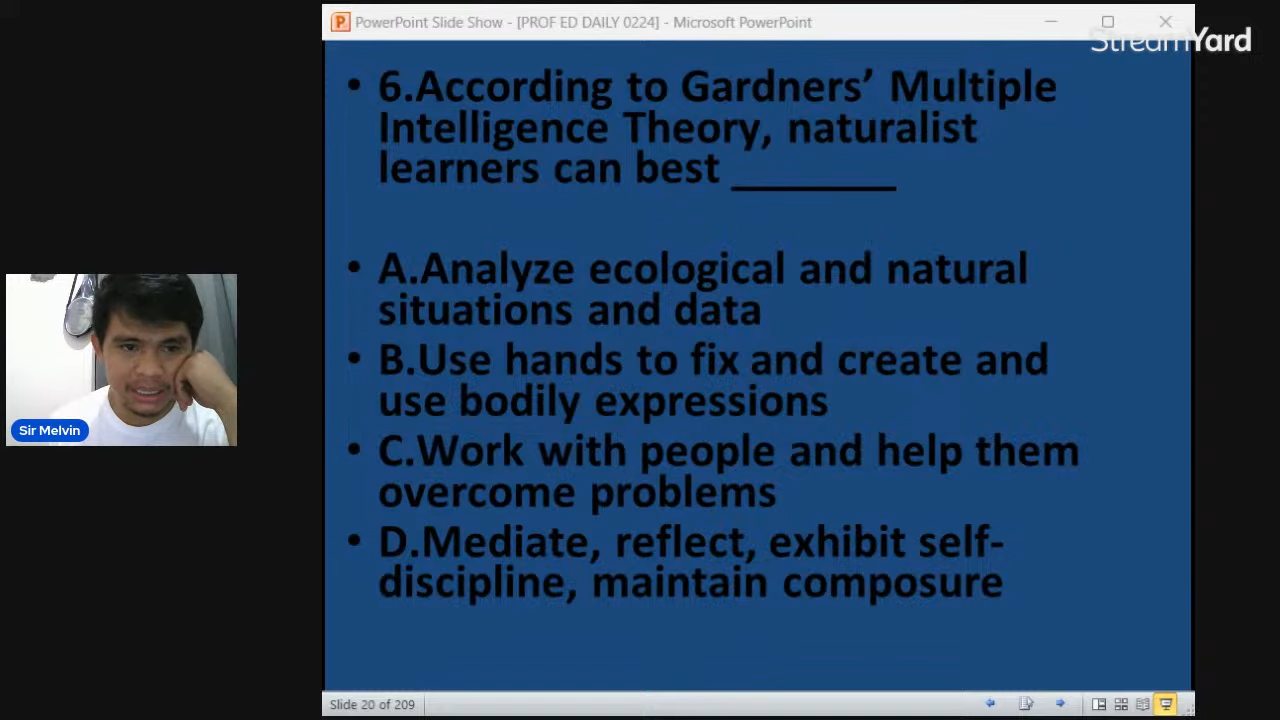 PowerPoint Slide Show - [PROF ED DAILY 0224] - Microsoft PowerPoint
StreamYard
• 6.According to Gardners’ Multiple
Intelligence Theory, naturalist
learners can best _______
• A.Analyze ecological and natural
situations and data
• B.Use hands to fix and create and
use bodily expressions
• C.Work with people and help them
overcome problems
• D.Mediate, reflect, exhibit self-
discipline, maintain composure
Sir Melvin
Slide 20 of 209